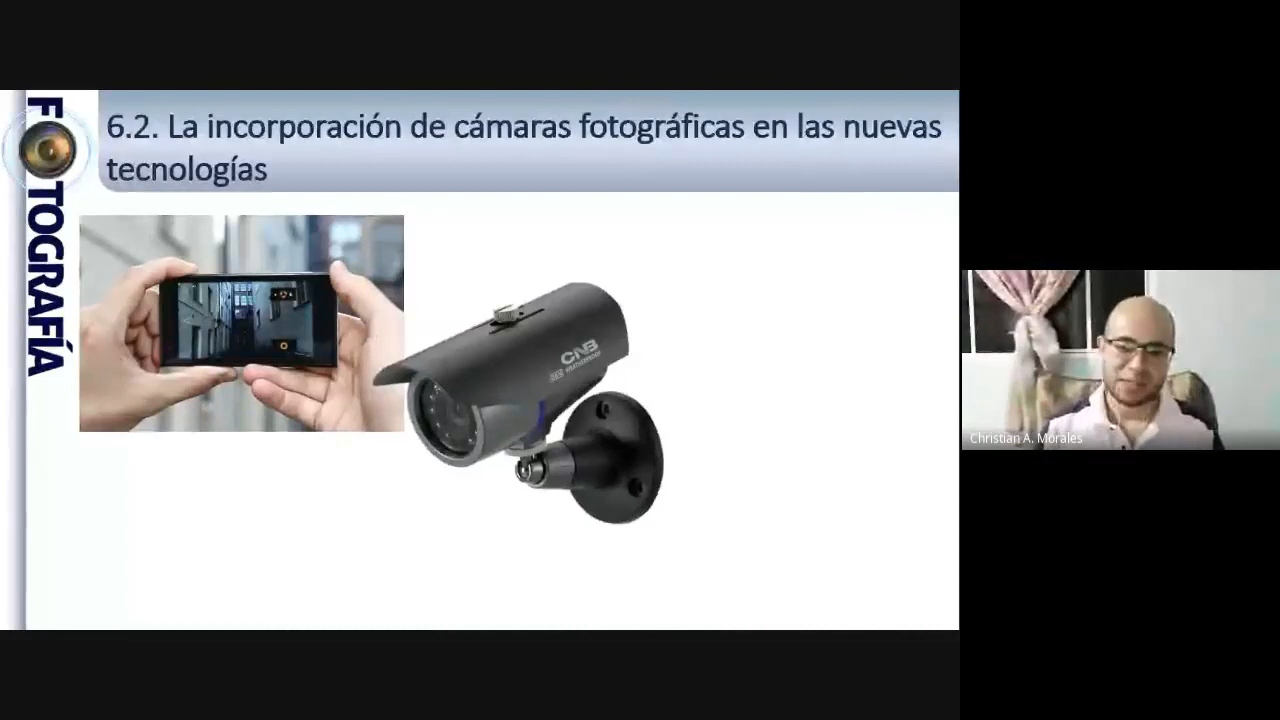 6.2. La incorporación de cámaras fotográficas en las nuevas
tecnologías
FOTOGRAFÍA
CNB
Christian A. Morales